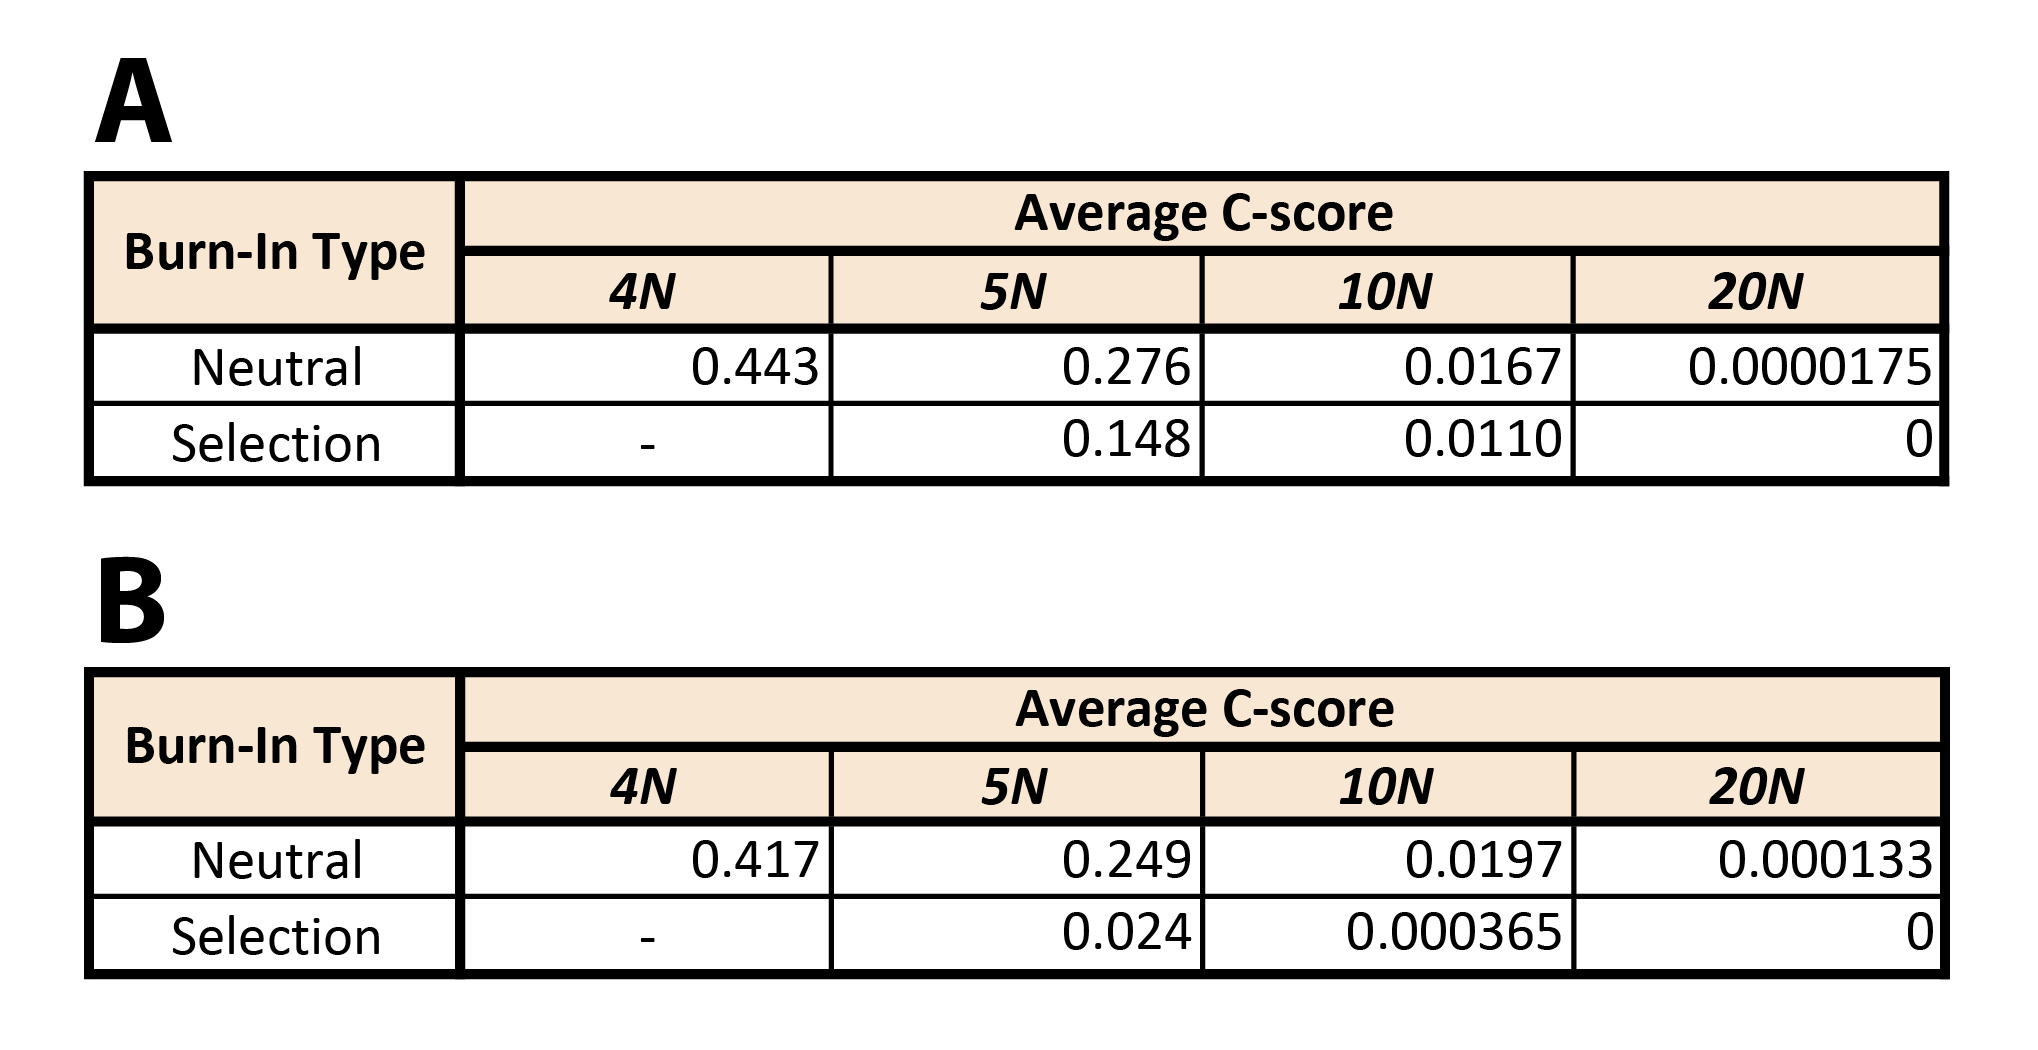 A
Burn-In Type
Average C-score
4N 5N 10N 20N
Neutral 0.443 0.276 0.0167 0.0000175
Selection - 0.148 0.0110 0
B
Burn-In Type
Average C-score
4N 5N 10N 20N
Neutral 0.417 0.249 0.0197 0.000133
Selection - 0.024 0.000365 0